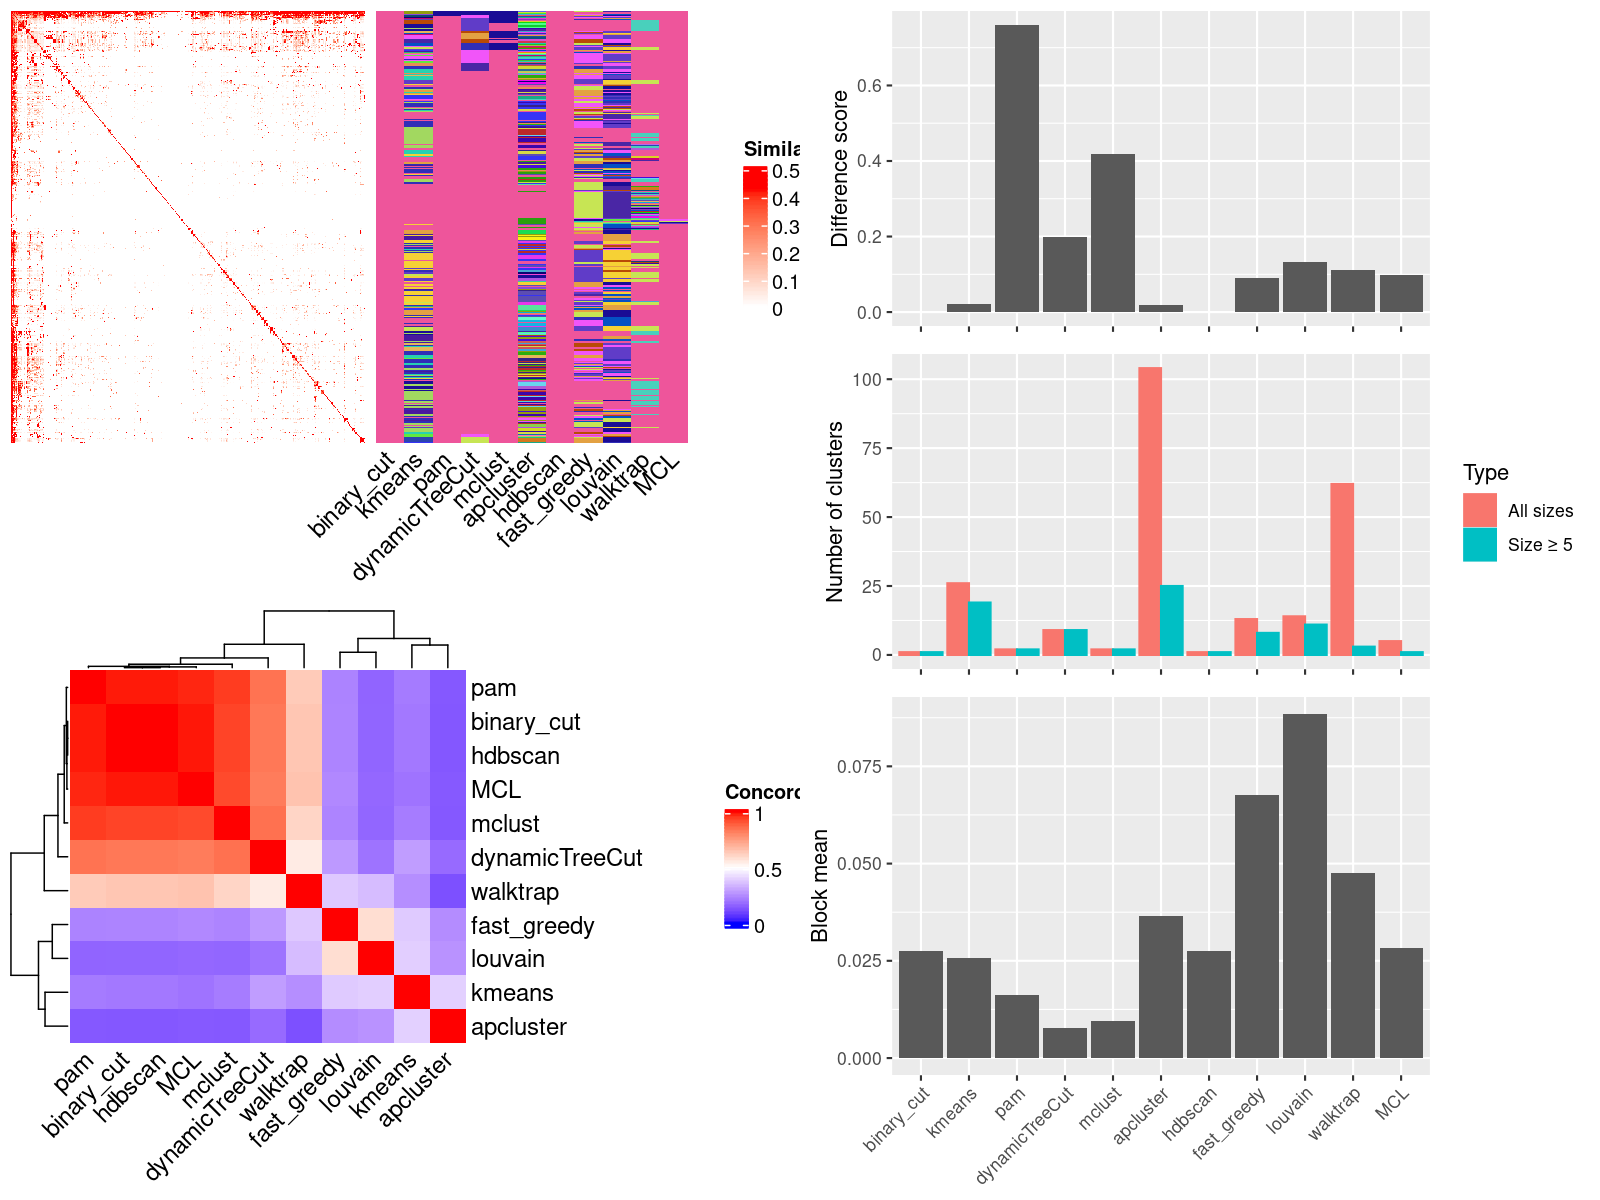 Simila
0.5
0.4
0.3
0.2
0.1
0
binary_cut
kmeans
pam
dynamicTreeCut
mclust
apcluster
hdbscan
fast_greedy
louvain
walktrap
MCL
pam
binary_cut
hdbscan
MCL
mclust
dynamicTreeCut
walktrap
fast_greedy
louvain
kmeans
apcluster
pam
binary_cut
hdbscan
MCL
mclust
dynamicTreeCut
walktrap
fast_greedy
louvain
kmeans
apcluster
Concord
1
0.5
0
Difference score
0.6
0.4
0.2
0.0
Number of clusters
100
75
50
25
0
Type
All sizes
Size ≥ 5
Block mean
0.075
0.050
0.025
0.000
binary_cut
kmeans
pam
dynamicTreeCut
mclust
apcluster
hdbscan
fast_greedy
louvain
walktrap
MCL